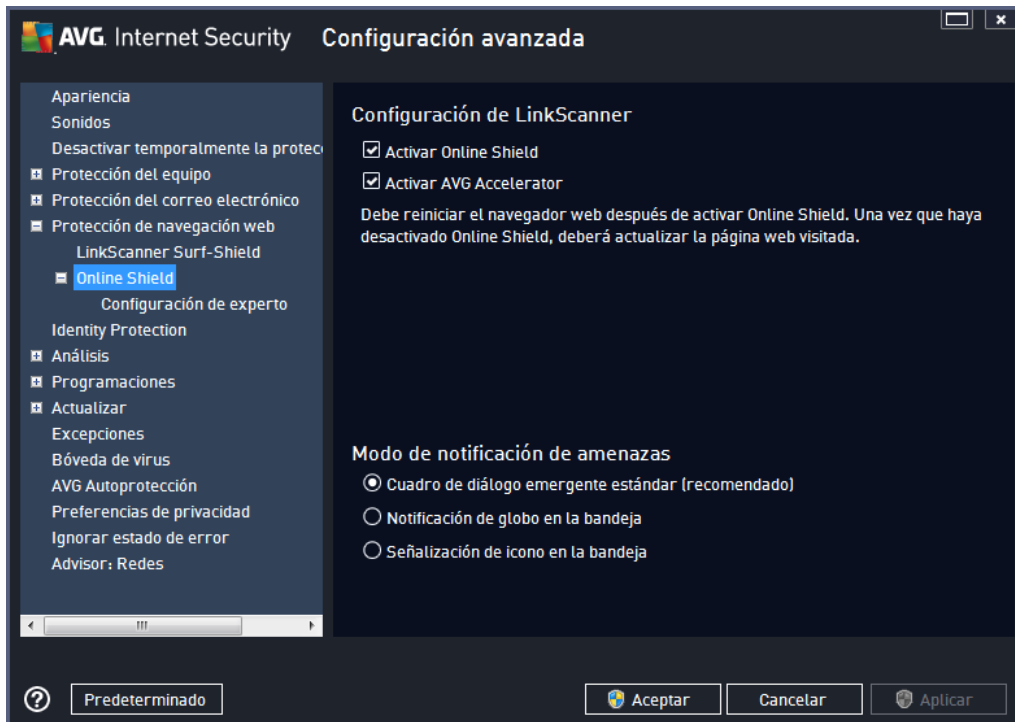 AVG. Internet Security Configuración avanzada
Apariencia
Sonidos
Desactivar temporalmente la protec
Protección del equipo
Protección del correo electrónico
Protección de navegación web
LinkScanner Surf-Shield
Online Shield
Configuración de experto
Identity Protection
Análisis
Programaciones
Actualizar
Excepciones
Bóveda de virus
AVG Autoprotección
Preferencias de privacidad
Ignorar estado de error
Advisor: Redes
Configuración de LinkScanner
Activar Online Shield
Activar AVG Accelerator
Debe reiniciar el navegador web después de activar Online Shield. Una vez que haya
desactivado Online Shield, deberá actualizar la página web visitada.
Modo de notificación de amenazas
Cuadro de diálogo emergente estándar (recomendado)
Notificación de globo en la bandeja
Señalización de icono en la bandeja
Predeterminado
Aceptar
Cancelar
Aplicar